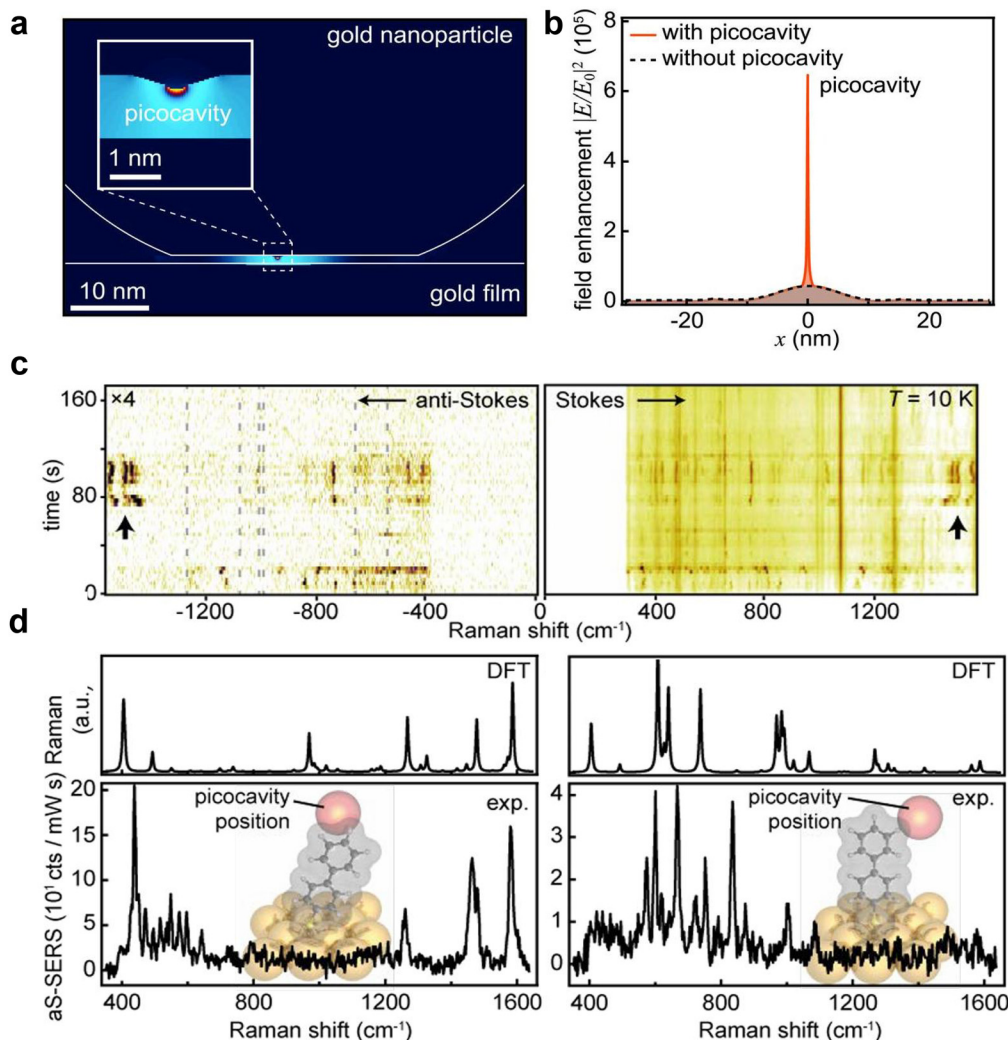 a
gold nanoparticle
picocavity
1 nm
10 nm
gold film
b
field enhancement |E/E₀|² (10⁵)
8
6
4
2
0
with picocavity
without picocavity
picocavity
-20
0
20
x (nm)
c
time (s)
160
80
0
×4
anti-Stokes
Stokes
T = 10 K
-1200
-800
-400
0
400
800
1200
Raman shift (cm⁻¹)
d
Raman
(a.u.,
DFT
DFT
aS-SERS (10¹ cts / mW s)
20
15
10
5
0
picocavity
position
exp.
400
800
1200
1600
Raman shift (cm⁻¹)
4
3
2
1
0
picocavity
position
exp.
400
800
1200
1600
Raman shift (cm⁻¹)